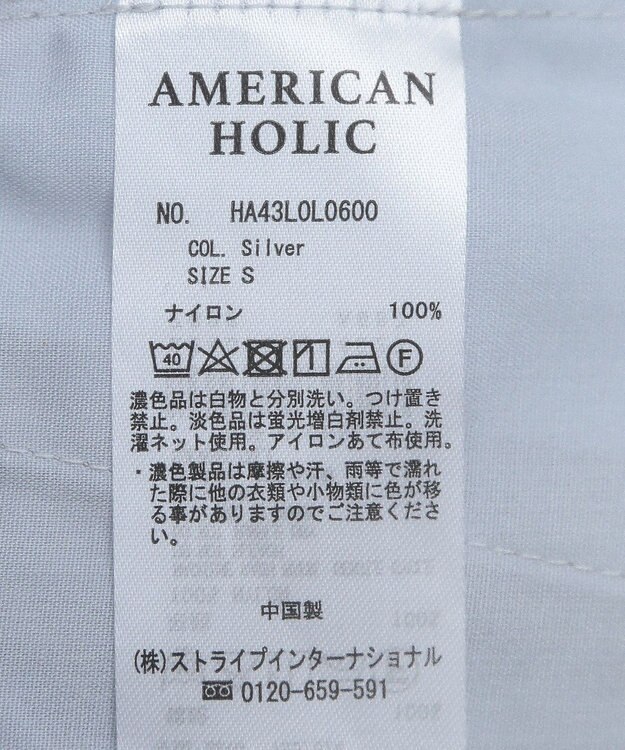 AMERICAN
HOLIC
NO. HA43L0L0600
COL. Silver
SIZE S
ナイロン 100%
40 F
濃色品は白物と分別洗い。つけ置き
禁止。淡色品は蛍光増白剤禁止。洗
濯ネット使用。アイロンあて布使用。
・濃色製品は摩擦や汗、雨等で濡れ
た際に他の衣類や小物類に色が移
る事がありますのでご注意くださ
い。
中国製
(株)ストライプインターナショナル
0120-659-591